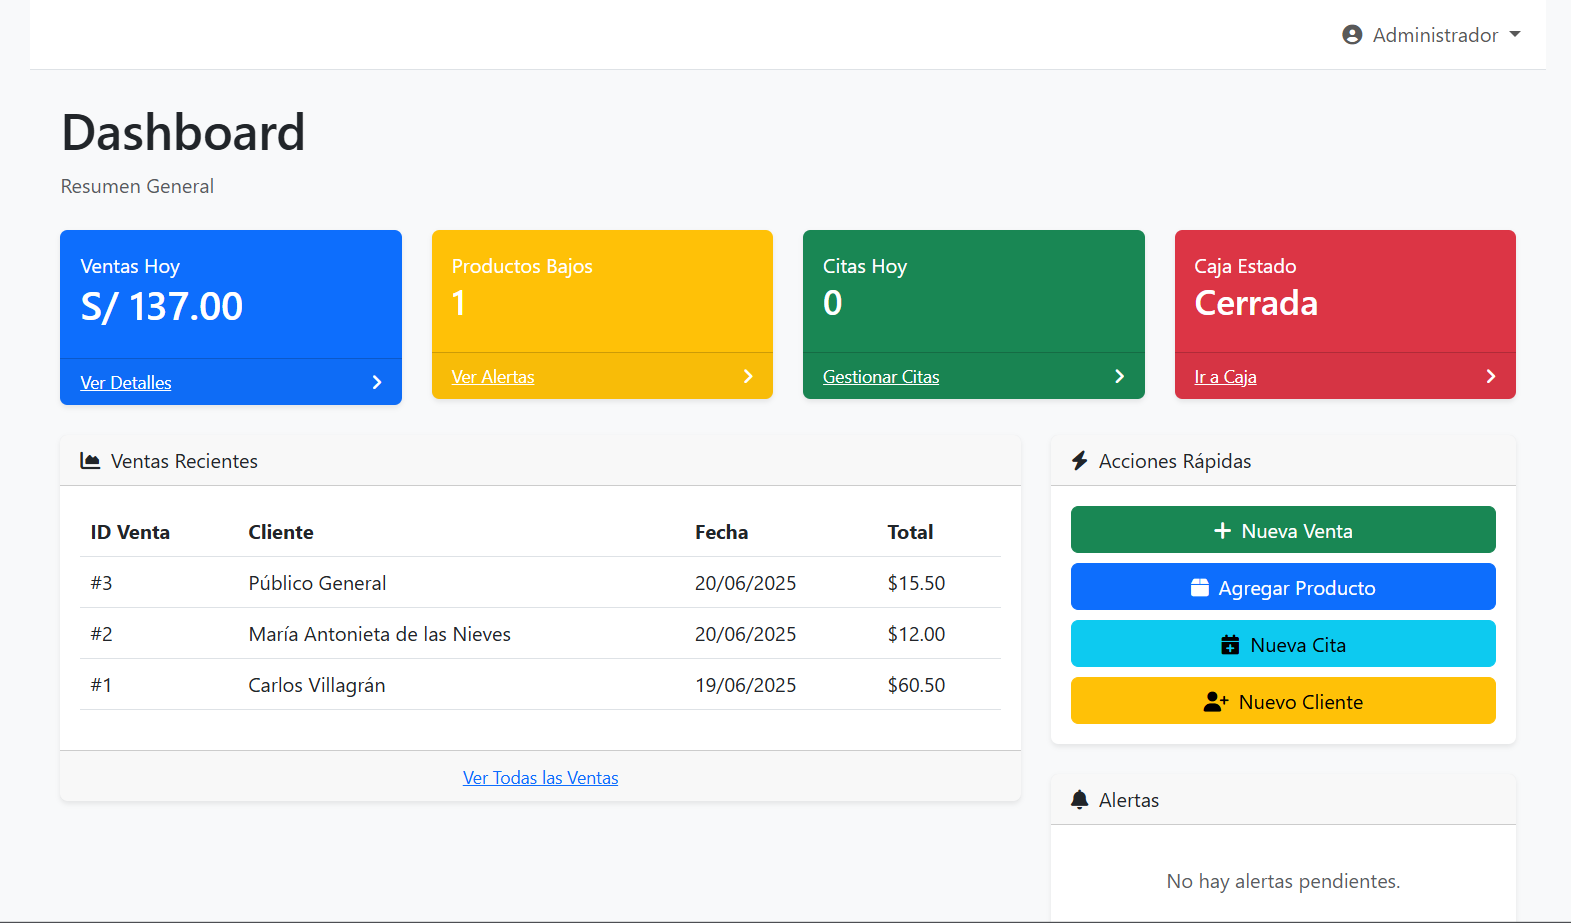 Administrador
Dashboard
Resumen General
Ventas Hoy
S/ 137.00
Ver Detalles
Productos Bajos
1
Ver Alertas
Citas Hoy
0
Gestionar Citas
Caja Estado
Cerrada
Ir a Caja
Ventas Recientes
ID Venta Cliente Fecha Total
#3 Público General 20/06/2025 $15.50
#2 María Antonieta de las Nieves 20/06/2025 $12.00
#1 Carlos Villagrán 19/06/2025 $60.50
Ver Todas las Ventas
Acciones Rápidas
Nueva Venta
Agregar Producto
Nueva Cita
Nuevo Cliente
Alertas
No hay alertas pendientes.